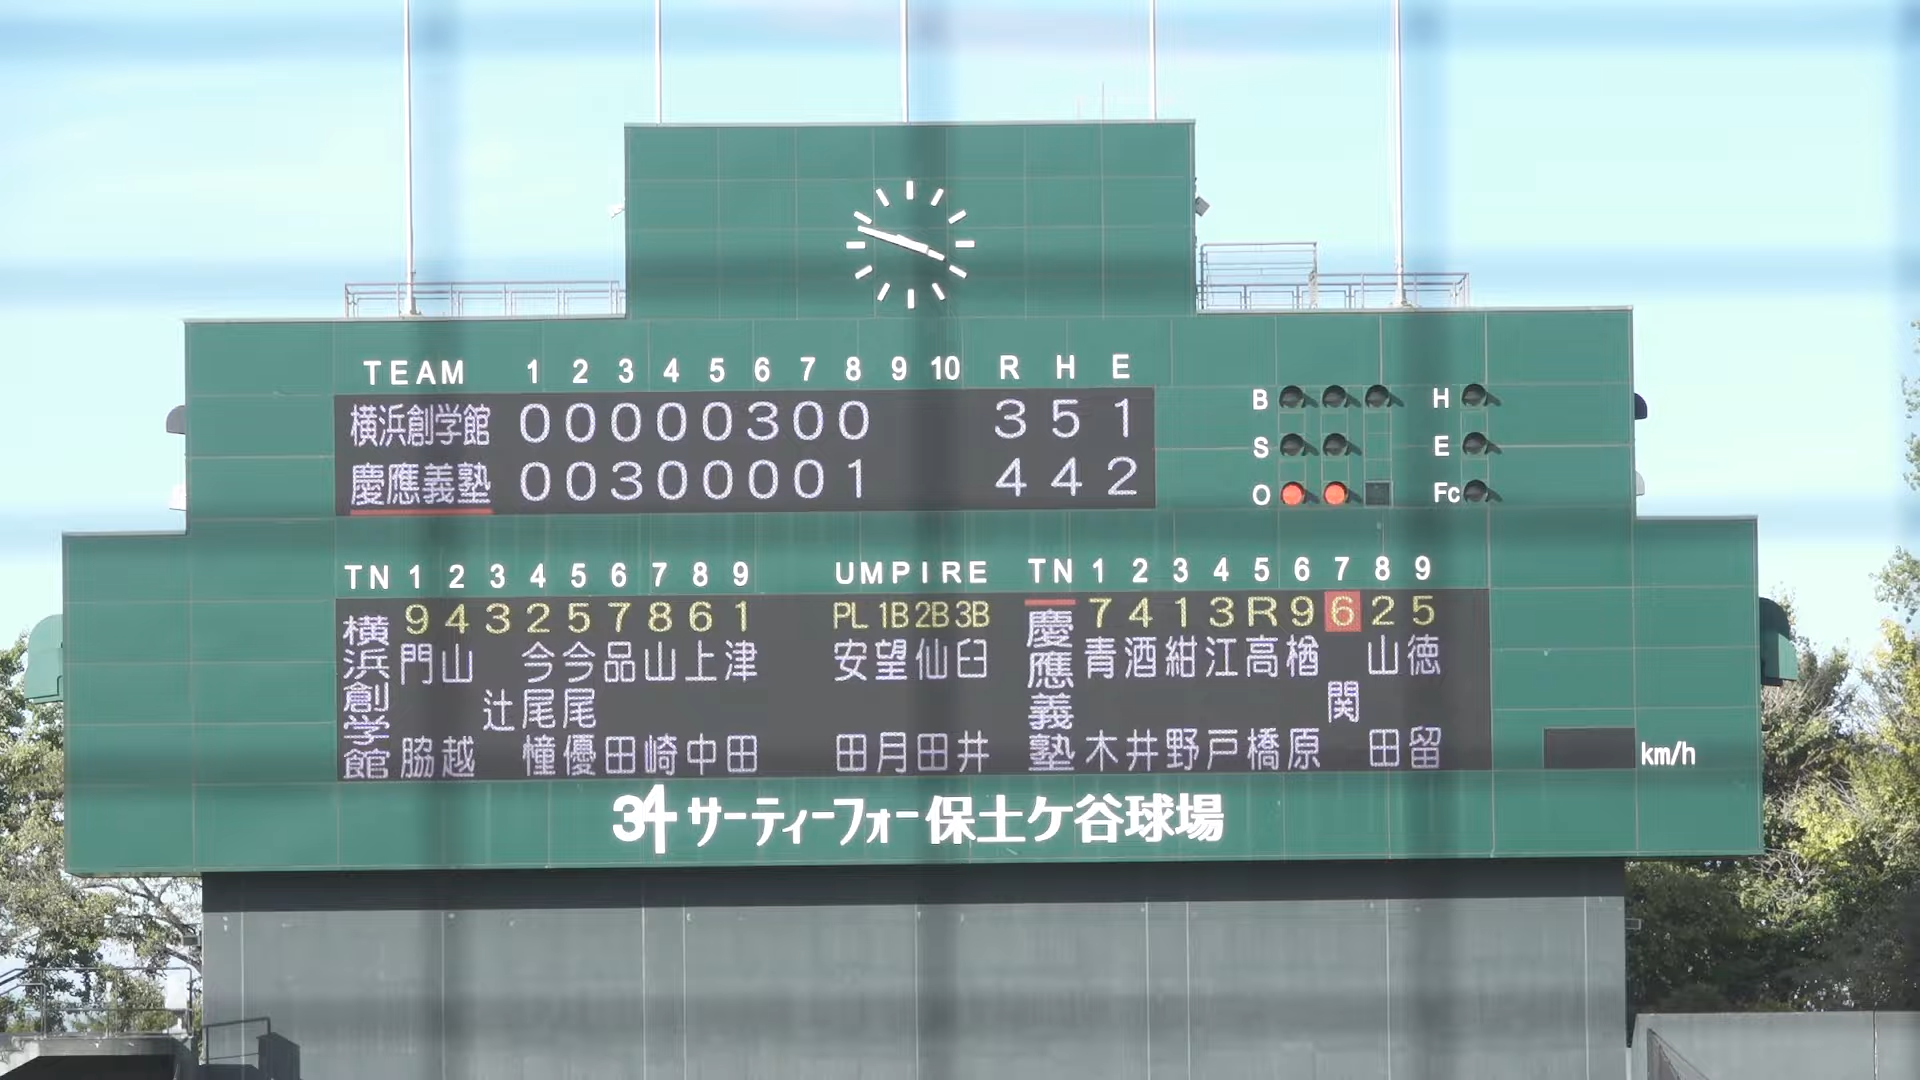 TEAM 1 2 3 4 5 6 7 8 9 10 R H E
横浜創学館 0 0 0 0 0 3 0 0 3 5 1
慶應義塾 0 0 3 0 0 0 0 1 4 4 2
B H
S E
O Fc
TN 1 2 3 4 5 6 7 8 9
横浜創学館
9 門脇
4 山越
3 辻
2 今尾憧
5 今尾優
7 品田
8 山崎
6 上中
1 津田
UMPIRE
PL 安田
1B 望月
2B 仙田
3B 臼井
TN 1 2 3 4 5 6 7 8 9
慶應義塾
7 青木
4 酒井
1 紺野
3 江戸
R 高橋
9 楢原
6 関
2 山田
5 徳留
km/h
34 サーティーフォー保土ケ谷球場